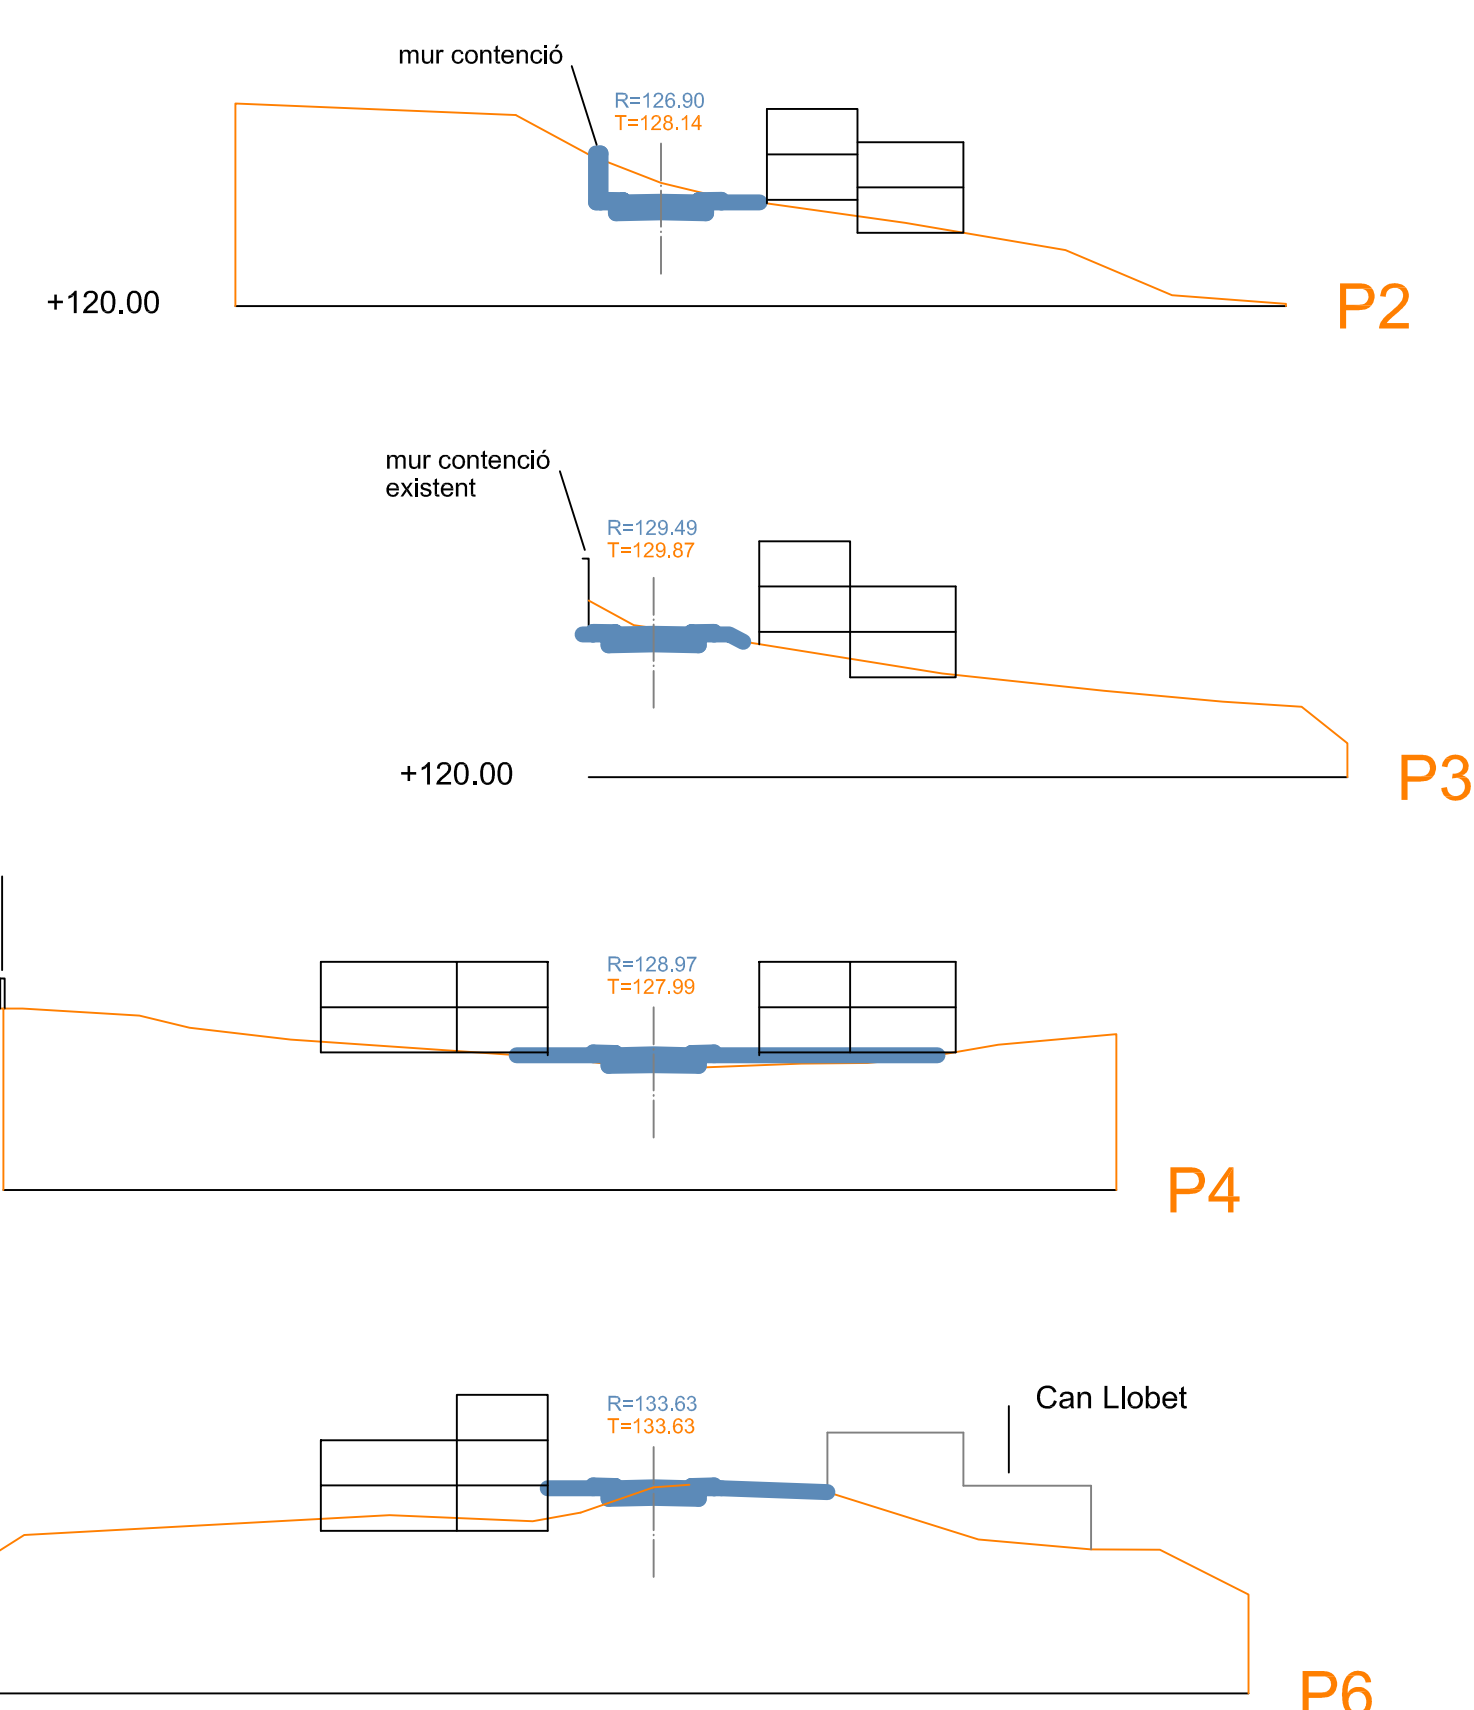 mur contenció
R=126.90
T=128.14
+120.00
P2
mur contenció
existent
R=129.49
T=129.87
+120.00
P3
R=128.97
T=127.99
P4
R=133.63
T=133.63
Can Llobet
P6